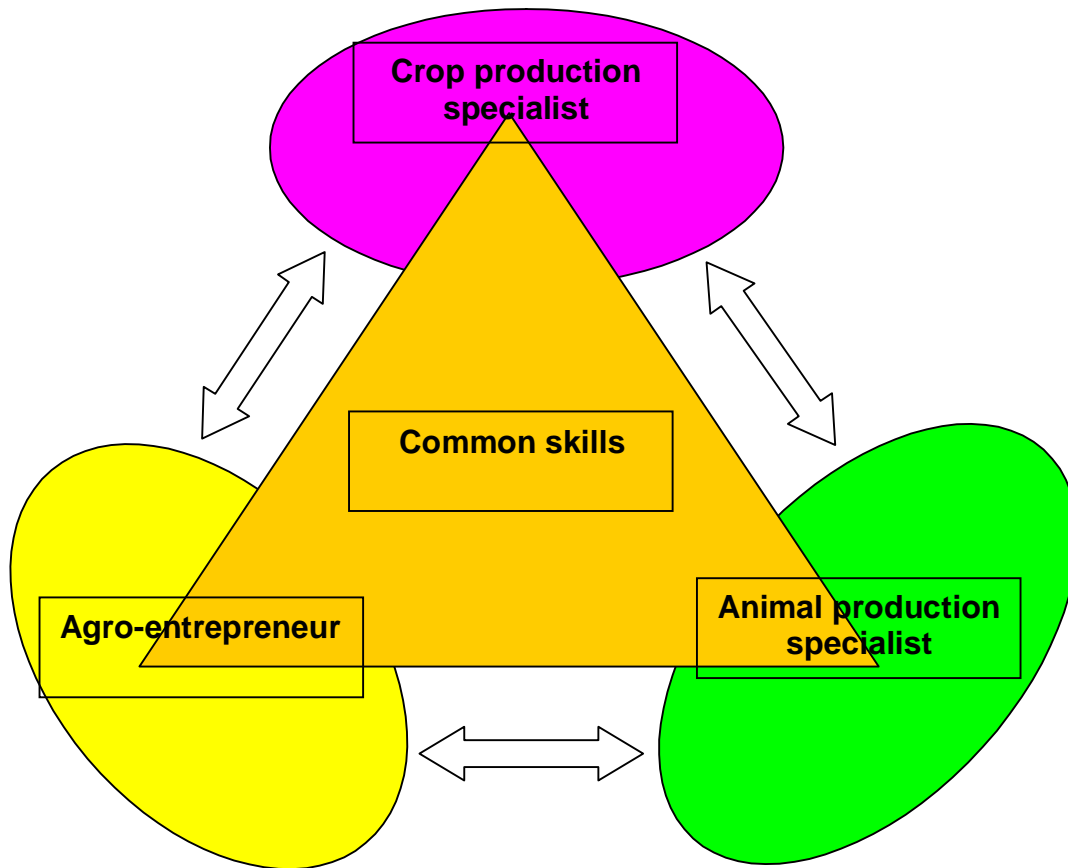 Crop production
specialist
Common skills
Agro-entrepreneur
Animal production
specialist